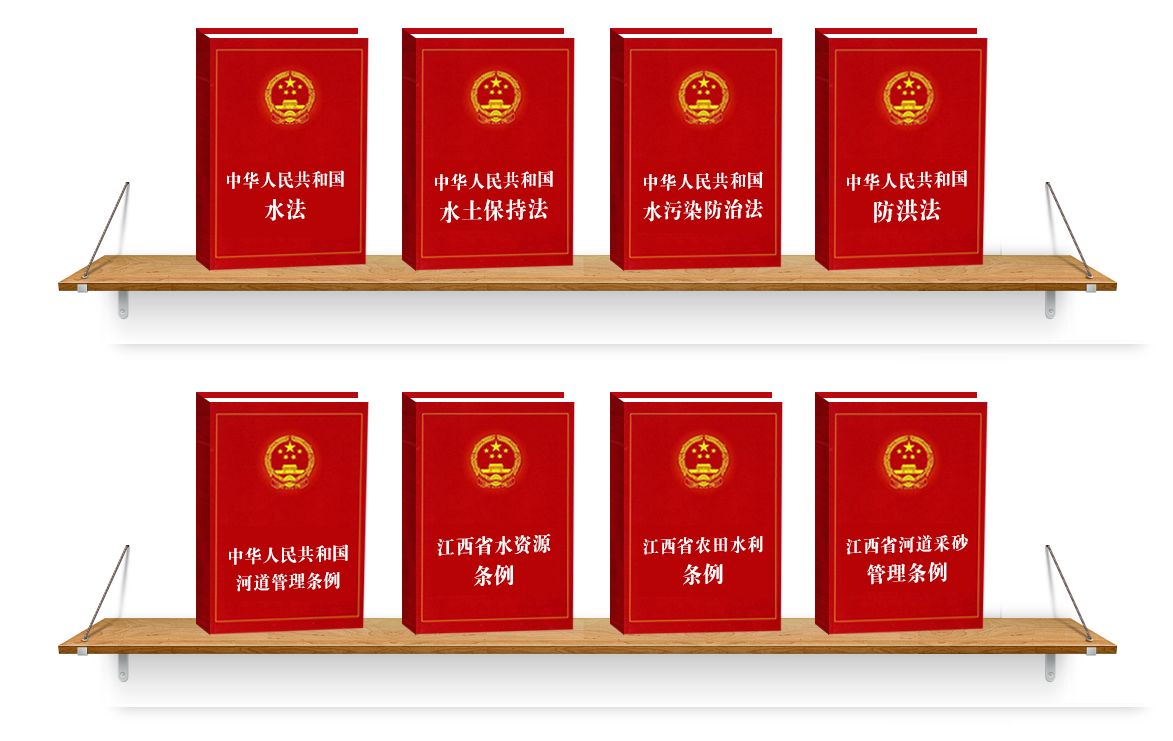 中华人民共和国
水法
中华人民共和国
水土保持法
中华人民共和国
水污染防治法
中华人民共和国
防洪法
中华人民共和国
河道管理条例
江西省水资源
条例
江西省农田水利
条例
江西省河道采砂
管理条例